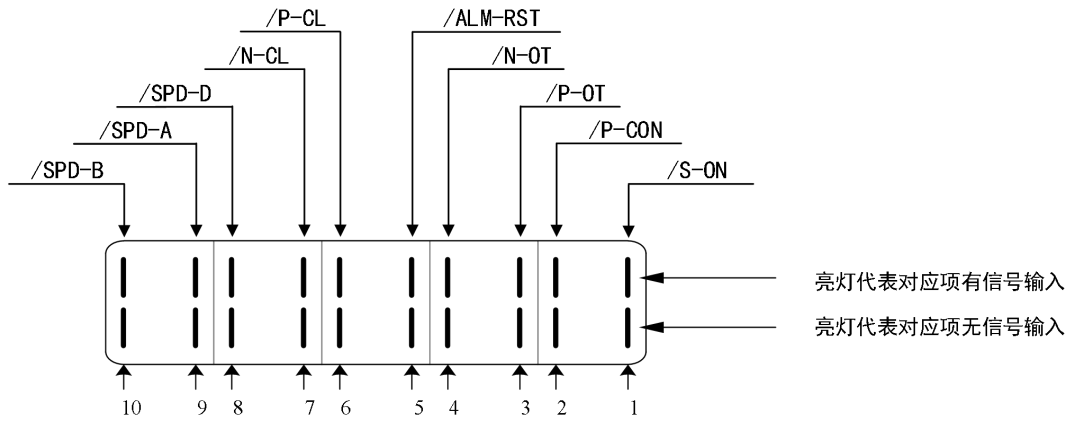 /P-CL
/ALM-RST
/N-CL
/N-OT
/SPD-D
/P-OT
/SPD-A
/P-CON
/SPD-B
/S-ON
亮灯代表对应项有信号输入
亮灯代表对应项无信号输入
10 9 8 7 6 5 4 3 2 1